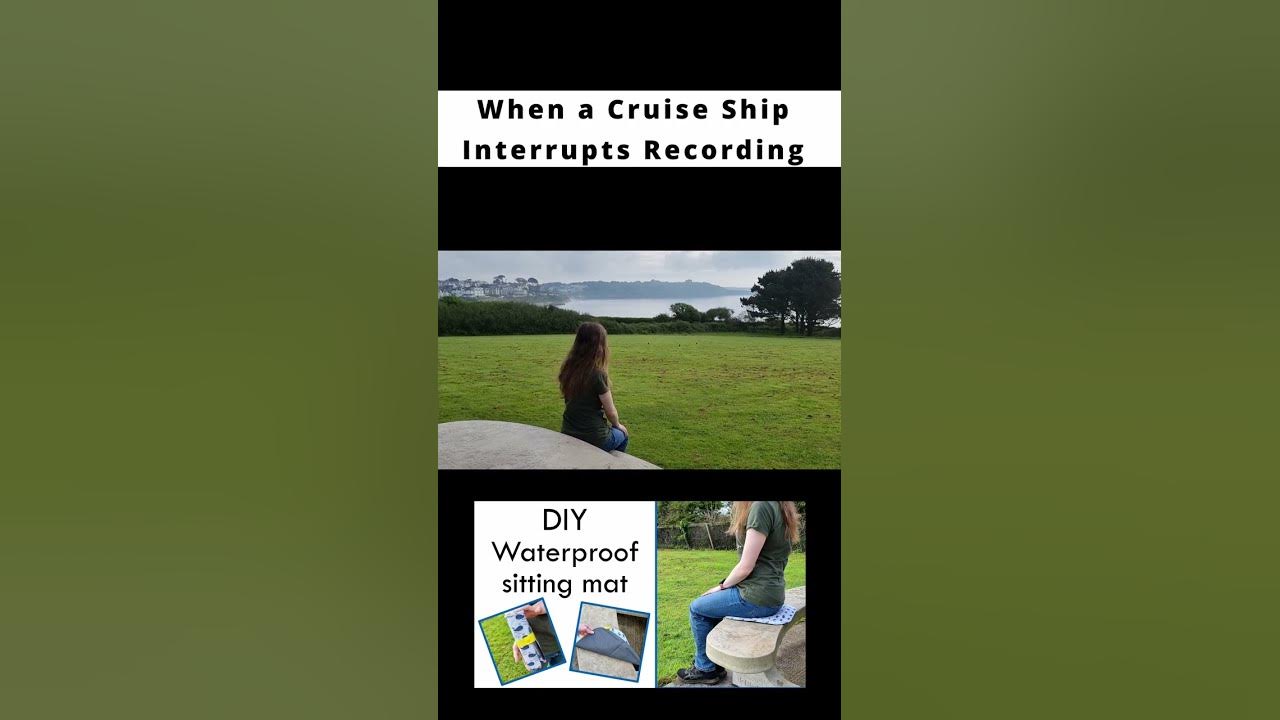 When a Cruise Ship
Interrupts Recording
DIY
Waterproof
sitting mat